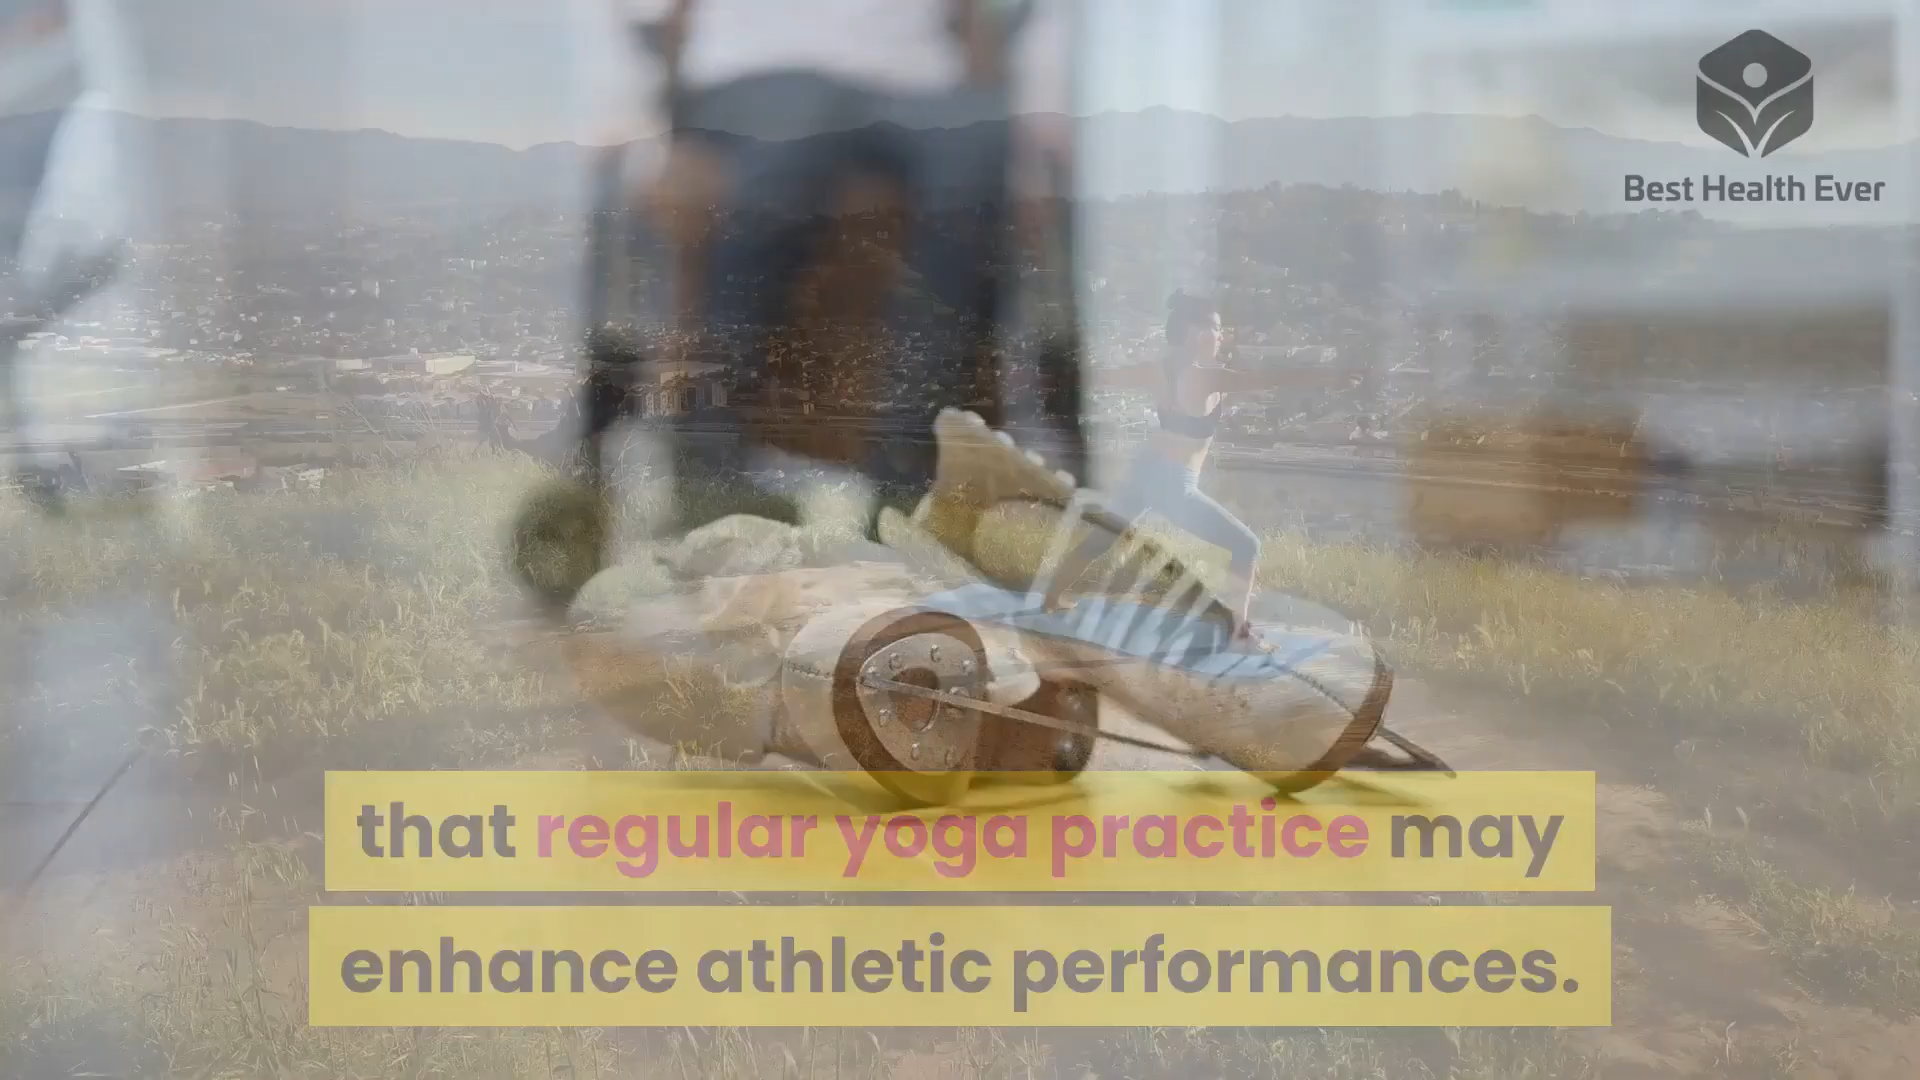 Best Health Ever
that regular yoga practice may
enhance athletic performances.